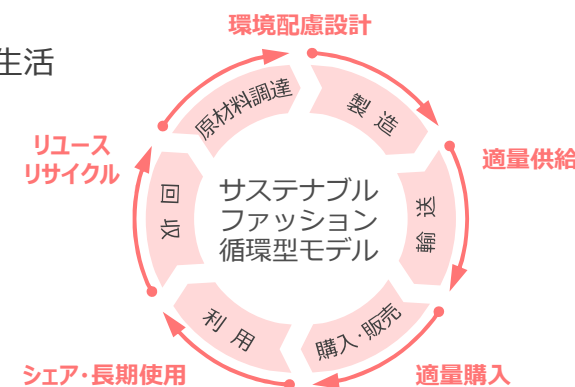 生活
環境配慮設計
原材料調達
製造
適量供給
輸送
購入・販売
適量購入
利用
シェア・長期使用
回収
リユース
リサイクル
サステナブル
ファッション
循環型モデル